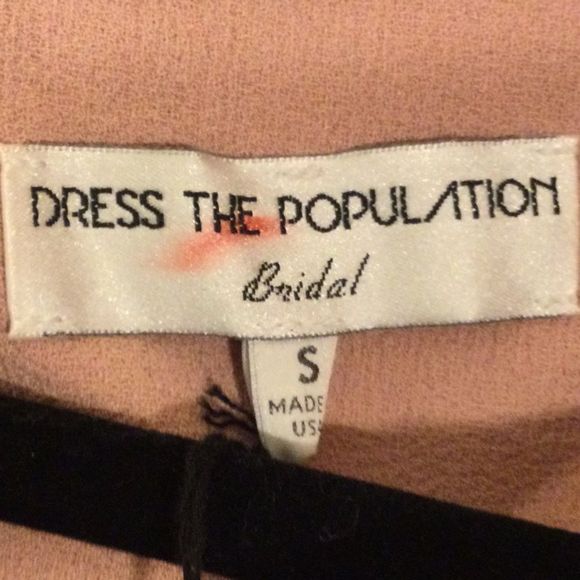 DRESS THE POPULATION
Bridal
S
MADE
USA